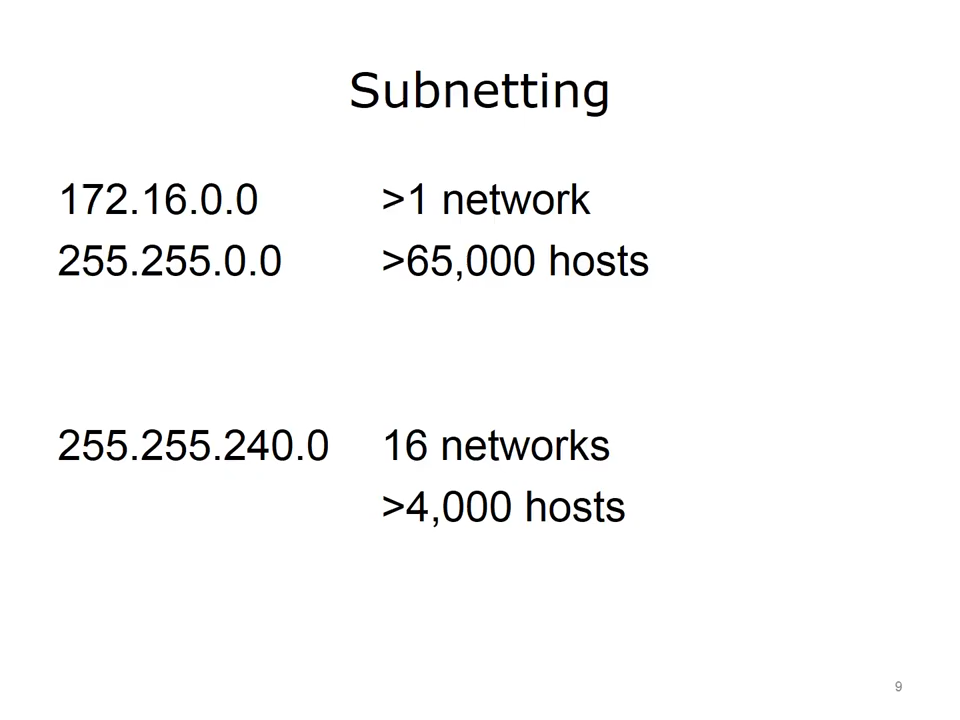 Subnetting
172.16.0.0 >1 network
255.255.0.0 >65,000 hosts
255.255.240.0 16 networks
>4,000 hosts
9